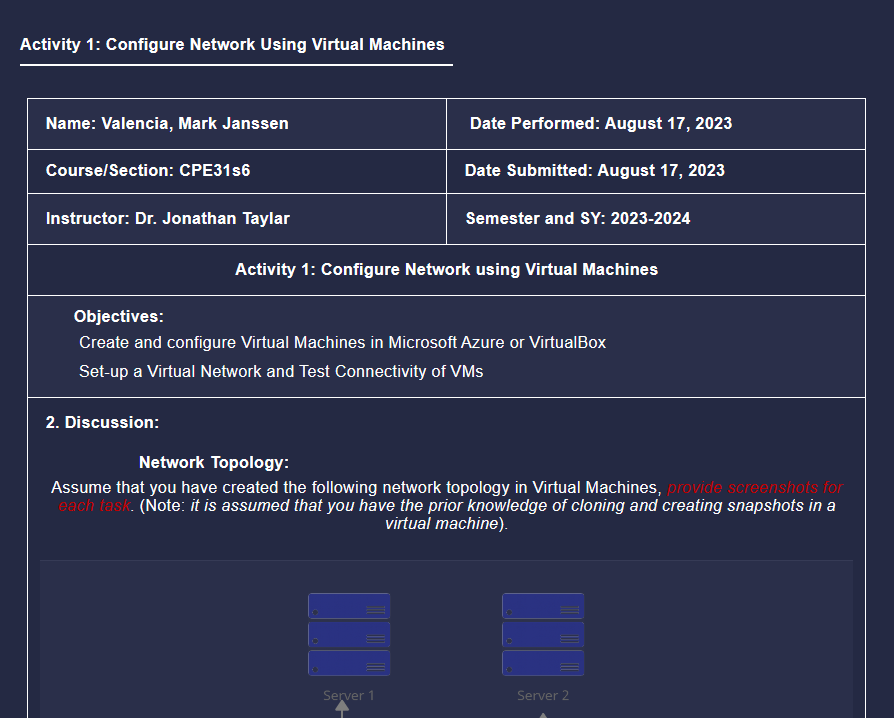 Activity 1: Configure Network Using Virtual Machines
Name: Valencia, Mark Janssen
Date Performed: August 17, 2023
Course/Section: CPE31s6
Date Submitted: August 17, 2023
Instructor: Dr. Jonathan Taylar
Semester and SY: 2023-2024
Activity 1: Configure Network using Virtual Machines
Objectives:
Create and configure Virtual Machines in Microsoft Azure or VirtualBox
Set-up a Virtual Network and Test Connectivity of VMs
2. Discussion:
Network Topology:
Assume that you have created the following network topology in Virtual Machines, provide screenshots for
each task. (Note: it is assumed that you have the prior knowledge of cloning and creating snapshots in a
virtual machine).
Server 1
Server 2